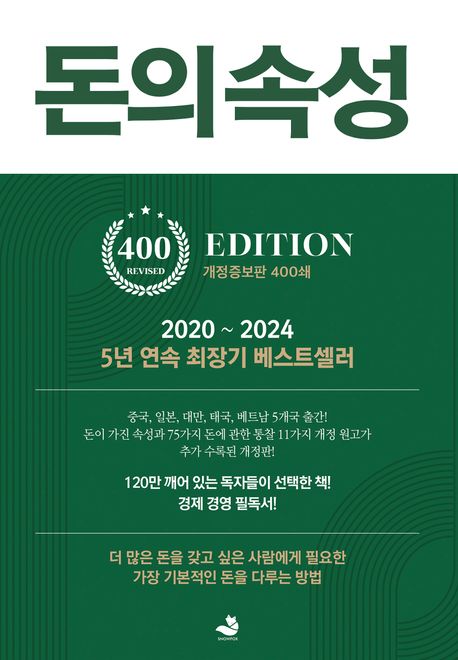 돈의 속성
400
REVISED
EDITION
개정증보판 400쇄
2020 ~ 2024
5년 연속 최장기 베스트셀러
중국, 일본, 대만, 태국, 베트남 5개국 출간!
돈이 가진 속성과 75가지 돈에 관한 통찰 11가지 개정 원고가
추가 수록된 개정판!
120만 깨어 있는 독자들이 선택한 책!
경제 경영 필독서!
더 많은 돈을 갖고 싶은 사람에게 필요한
가장 기본적인 돈을 다루는 방법
SNOWFOX